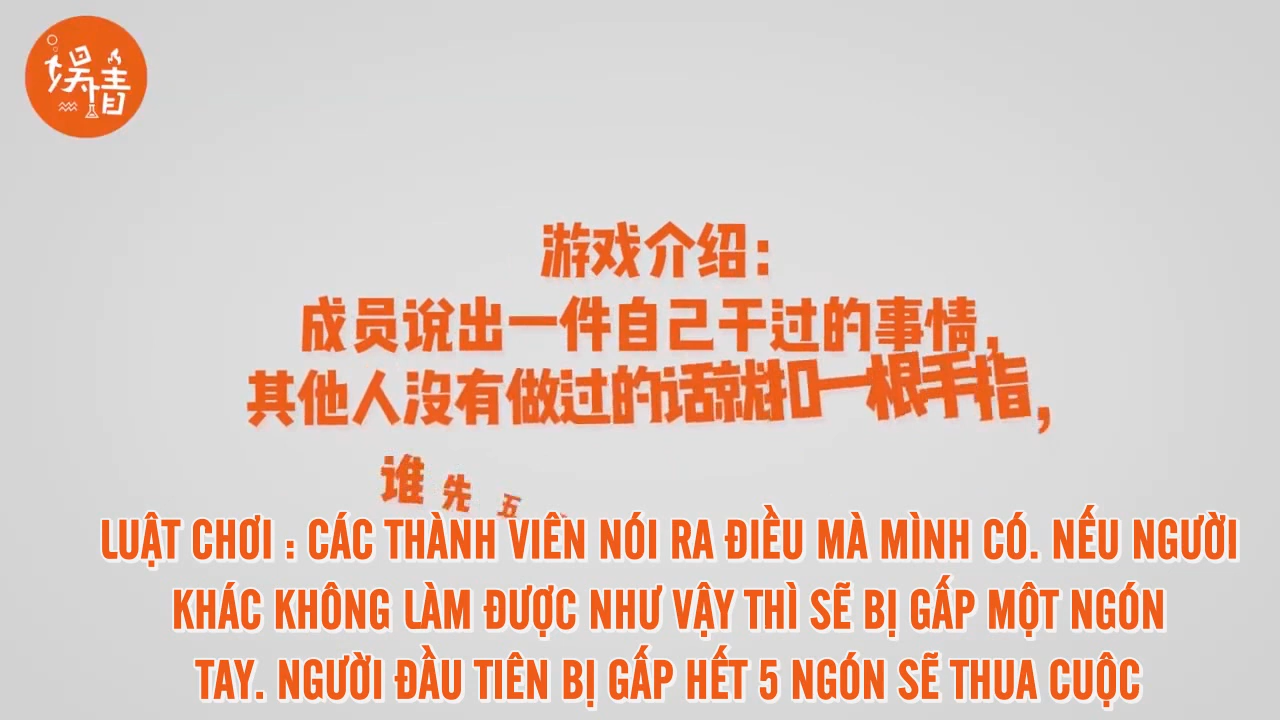 娱情
游戏介绍：
成员说出一件自己干过的事情，
其他人没有做过的话就扣一根手指，
谁先五
LUẬT CHƠI : CÁC THÀNH VIÊN NÓI RA ĐIỀU MÀ MÌNH CÓ. NẾU NGƯỜI
KHÁC KHÔNG LÀM ĐƯỢC NHƯ VẬY THÌ SẼ BỊ GẤP MỘT NGÓN
TAY. NGƯỜI ĐẦU TIÊN BỊ GẤP HẾT 5 NGÓN SẼ THUA CUỘC